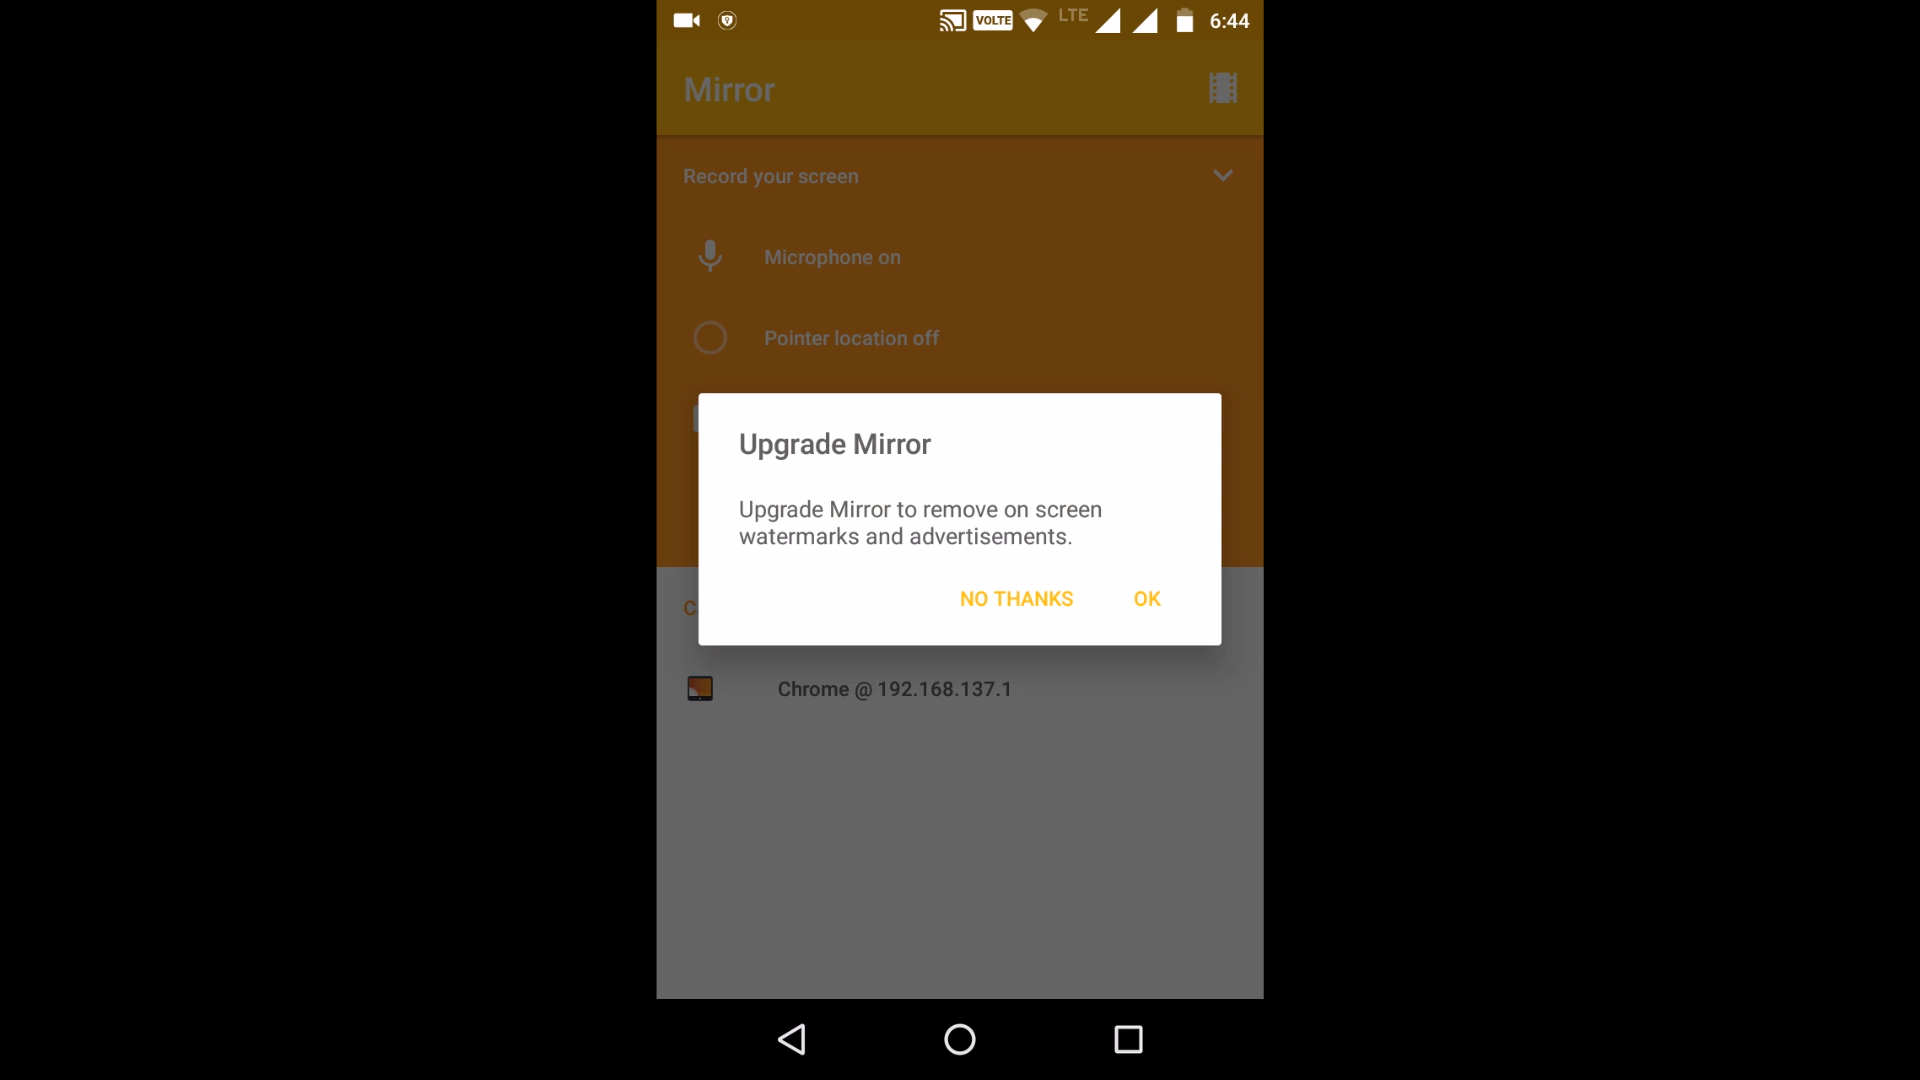 VOLTE LTE 6:44
Mirror
Record your screen
Microphone on
Pointer location off
Upgrade Mirror
Upgrade Mirror to remove on screen
watermarks and advertisements.
NO THANKS OK
C
Chrome @ 192.168.137.1